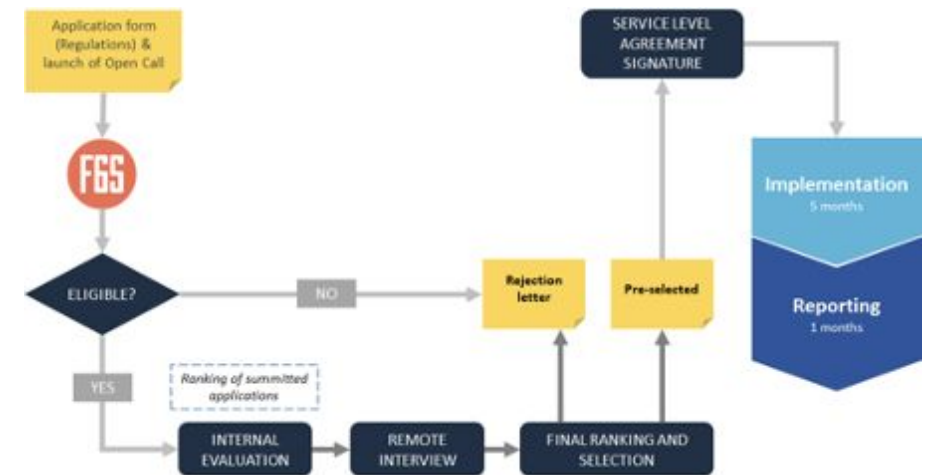 Application form
(Regulations) &
launch of Open Call
F6S
ELIGIBLE?
NO
YES
Ranking of summitted
applications
INTERNAL
EVALUATION
REMOTE
INTERVIEW
FINAL RANKING AND
SELECTION
Rejection
letter
Pre-selected
SERVICE LEVEL
AGREEMENT
SIGNATURE
Implementation
5 months
Reporting
1 months